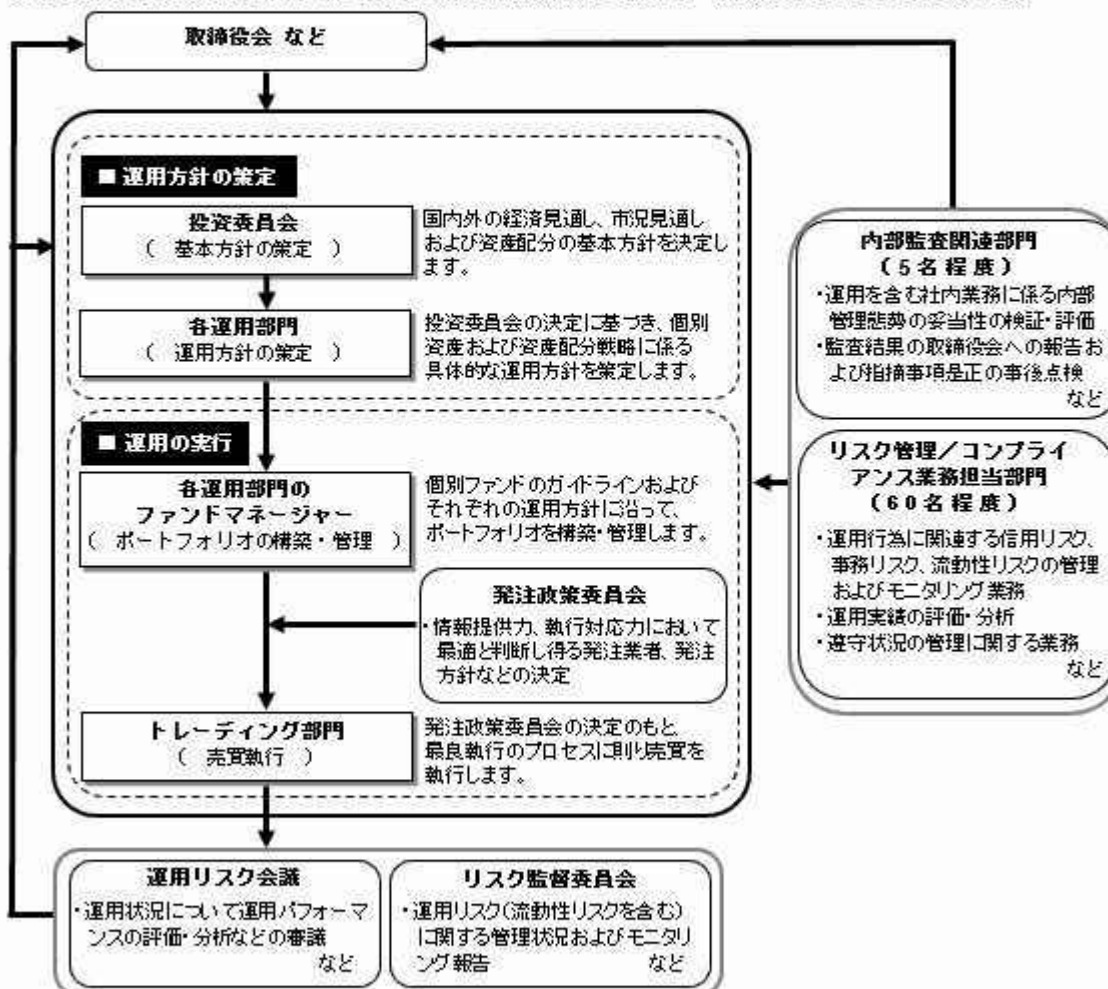 取締役会 など
■ 運用方針の策定
投資委員会
( 基本方針の策定 )
国内外の経済見通し、市況見通し
および資産配分の基本方針を決定し
ます。
各運用部門
( 運用方針の策定 )
投資委員会の決定に基づき、個別
資産および資産配分戦略に係る
具体的な運用方針を策定します。
■ 運用の実行
各運用部門の
ファンドマネージャー
( ポートフォリオの構築・管理 )
個別ファンドのガイドラインおよび
それぞれの運用方針に沿って、
ポートフォリオを構築・管理します。
発注政策委員会
・情報提供力、執行対応力において
最適と判断し得る発注業者、発注
方針などの決定
トレーディング部門
( 売買執行 )
発注政策委員会の決定のもと、
最良執行のプロセスに則り売買を
執行します。
内部監査関連部門
(5名程度)
・運用を含む社内業務に係る内部
管理態勢の妥当性の検証・評価
・監査結果の取締役会への報告お
よび指摘事項是正の事後点検
など
リスク管理/コンプライ
アンス業務担当部門
(60名程度)
・運用行為に関連する信用リスク、
事務リスク、流動性リスクの管理
およびモニタリング業務
・運用実績の評価・分析
・遵守状況の管理に関する業務
など
運用リスク会議
・運用状況について運用パフォーマ
ンスの評価・分析などの審議
など
リスク監督委員会
・運用リスク(流動性リスクを含む)
に関する管理状況およびモニタリ
ング報告 など